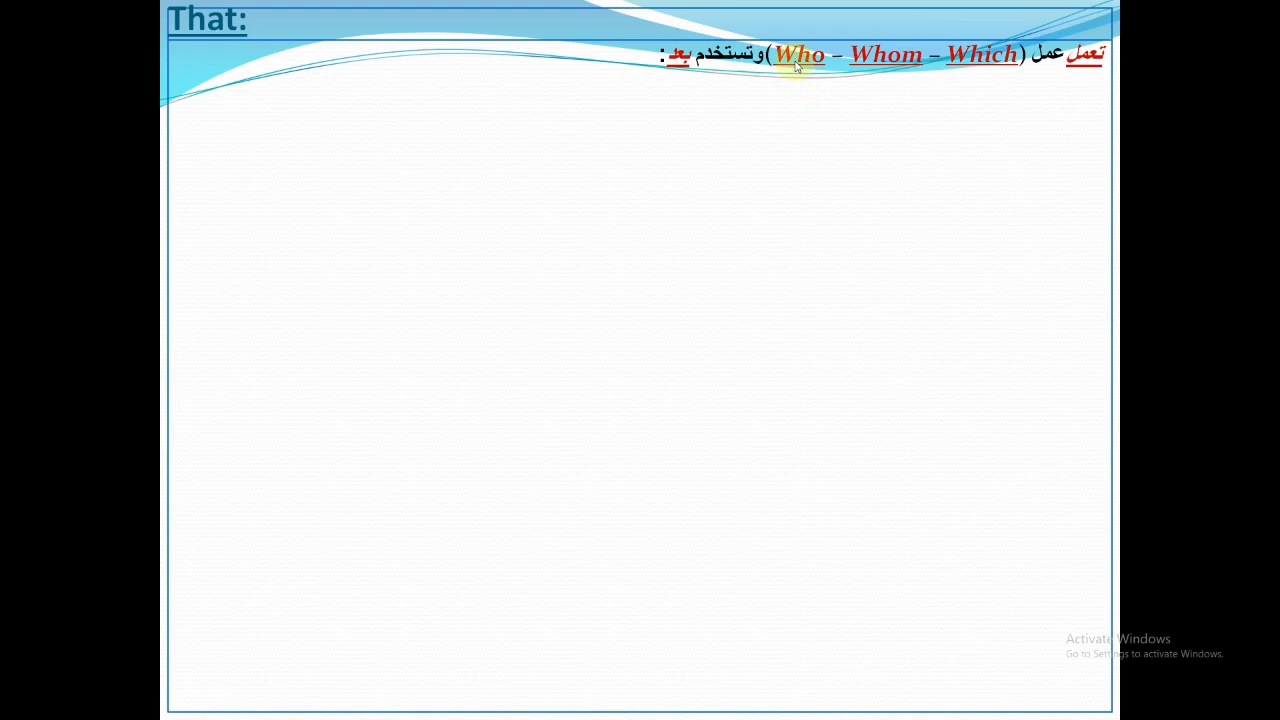 That:
تعمل عمل (Which – Whom – Who) وتستخدم بعد :
Activate Windows
Go to Settings to activate Windows.